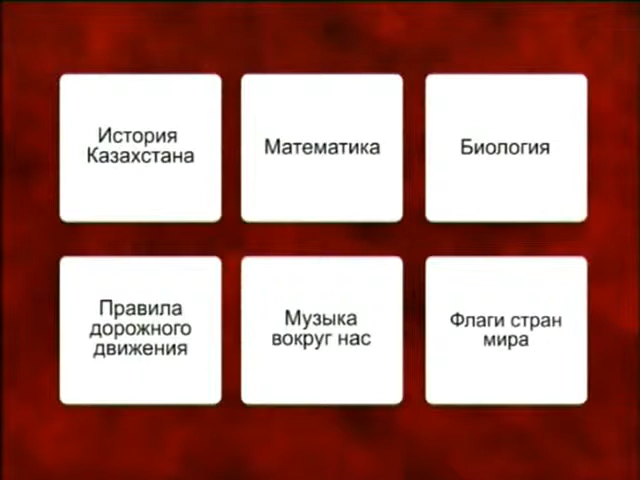 История
Казахстана
Математика
Биология
Правила
дорожного
движения
Музыка
вокруг нас
Флаги стран
мира